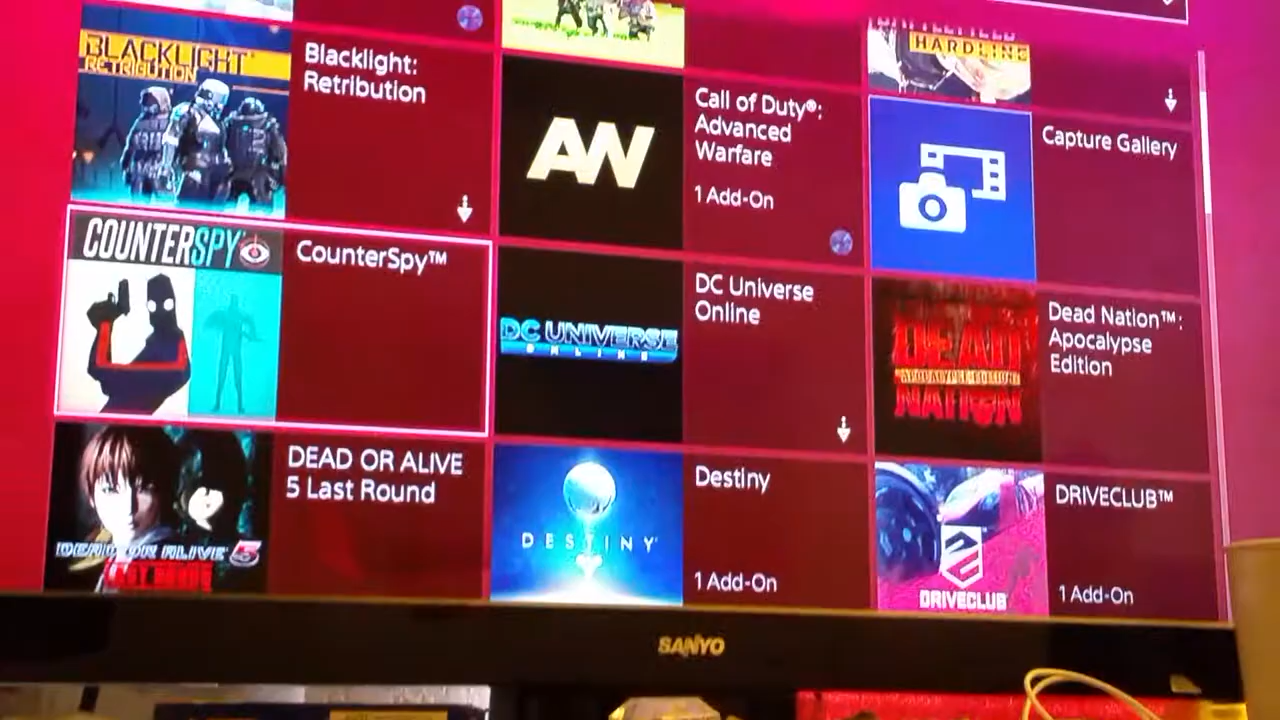 HARDLINE
BLACKLIGHT
RETRIBUTION
Blacklight:
Retribution
AW
Call of Duty®:
Advanced
Warfare
1 Add-On
Capture Gallery
COUNTERSPY
CounterSpy™
DC UNIVERSE
ONLINE
DC Universe
Online
DEAD
APOCALYPSE EDITION
NATION
Dead Nation™:
Apocalypse
Edition
DEAD OR ALIVE 5
LAST ROUND
DEAD OR ALIVE
5 Last Round
DESTINY
Destiny
1 Add-On
DRIVECLUB
DRIVECLUB™
1 Add-On
SANYO